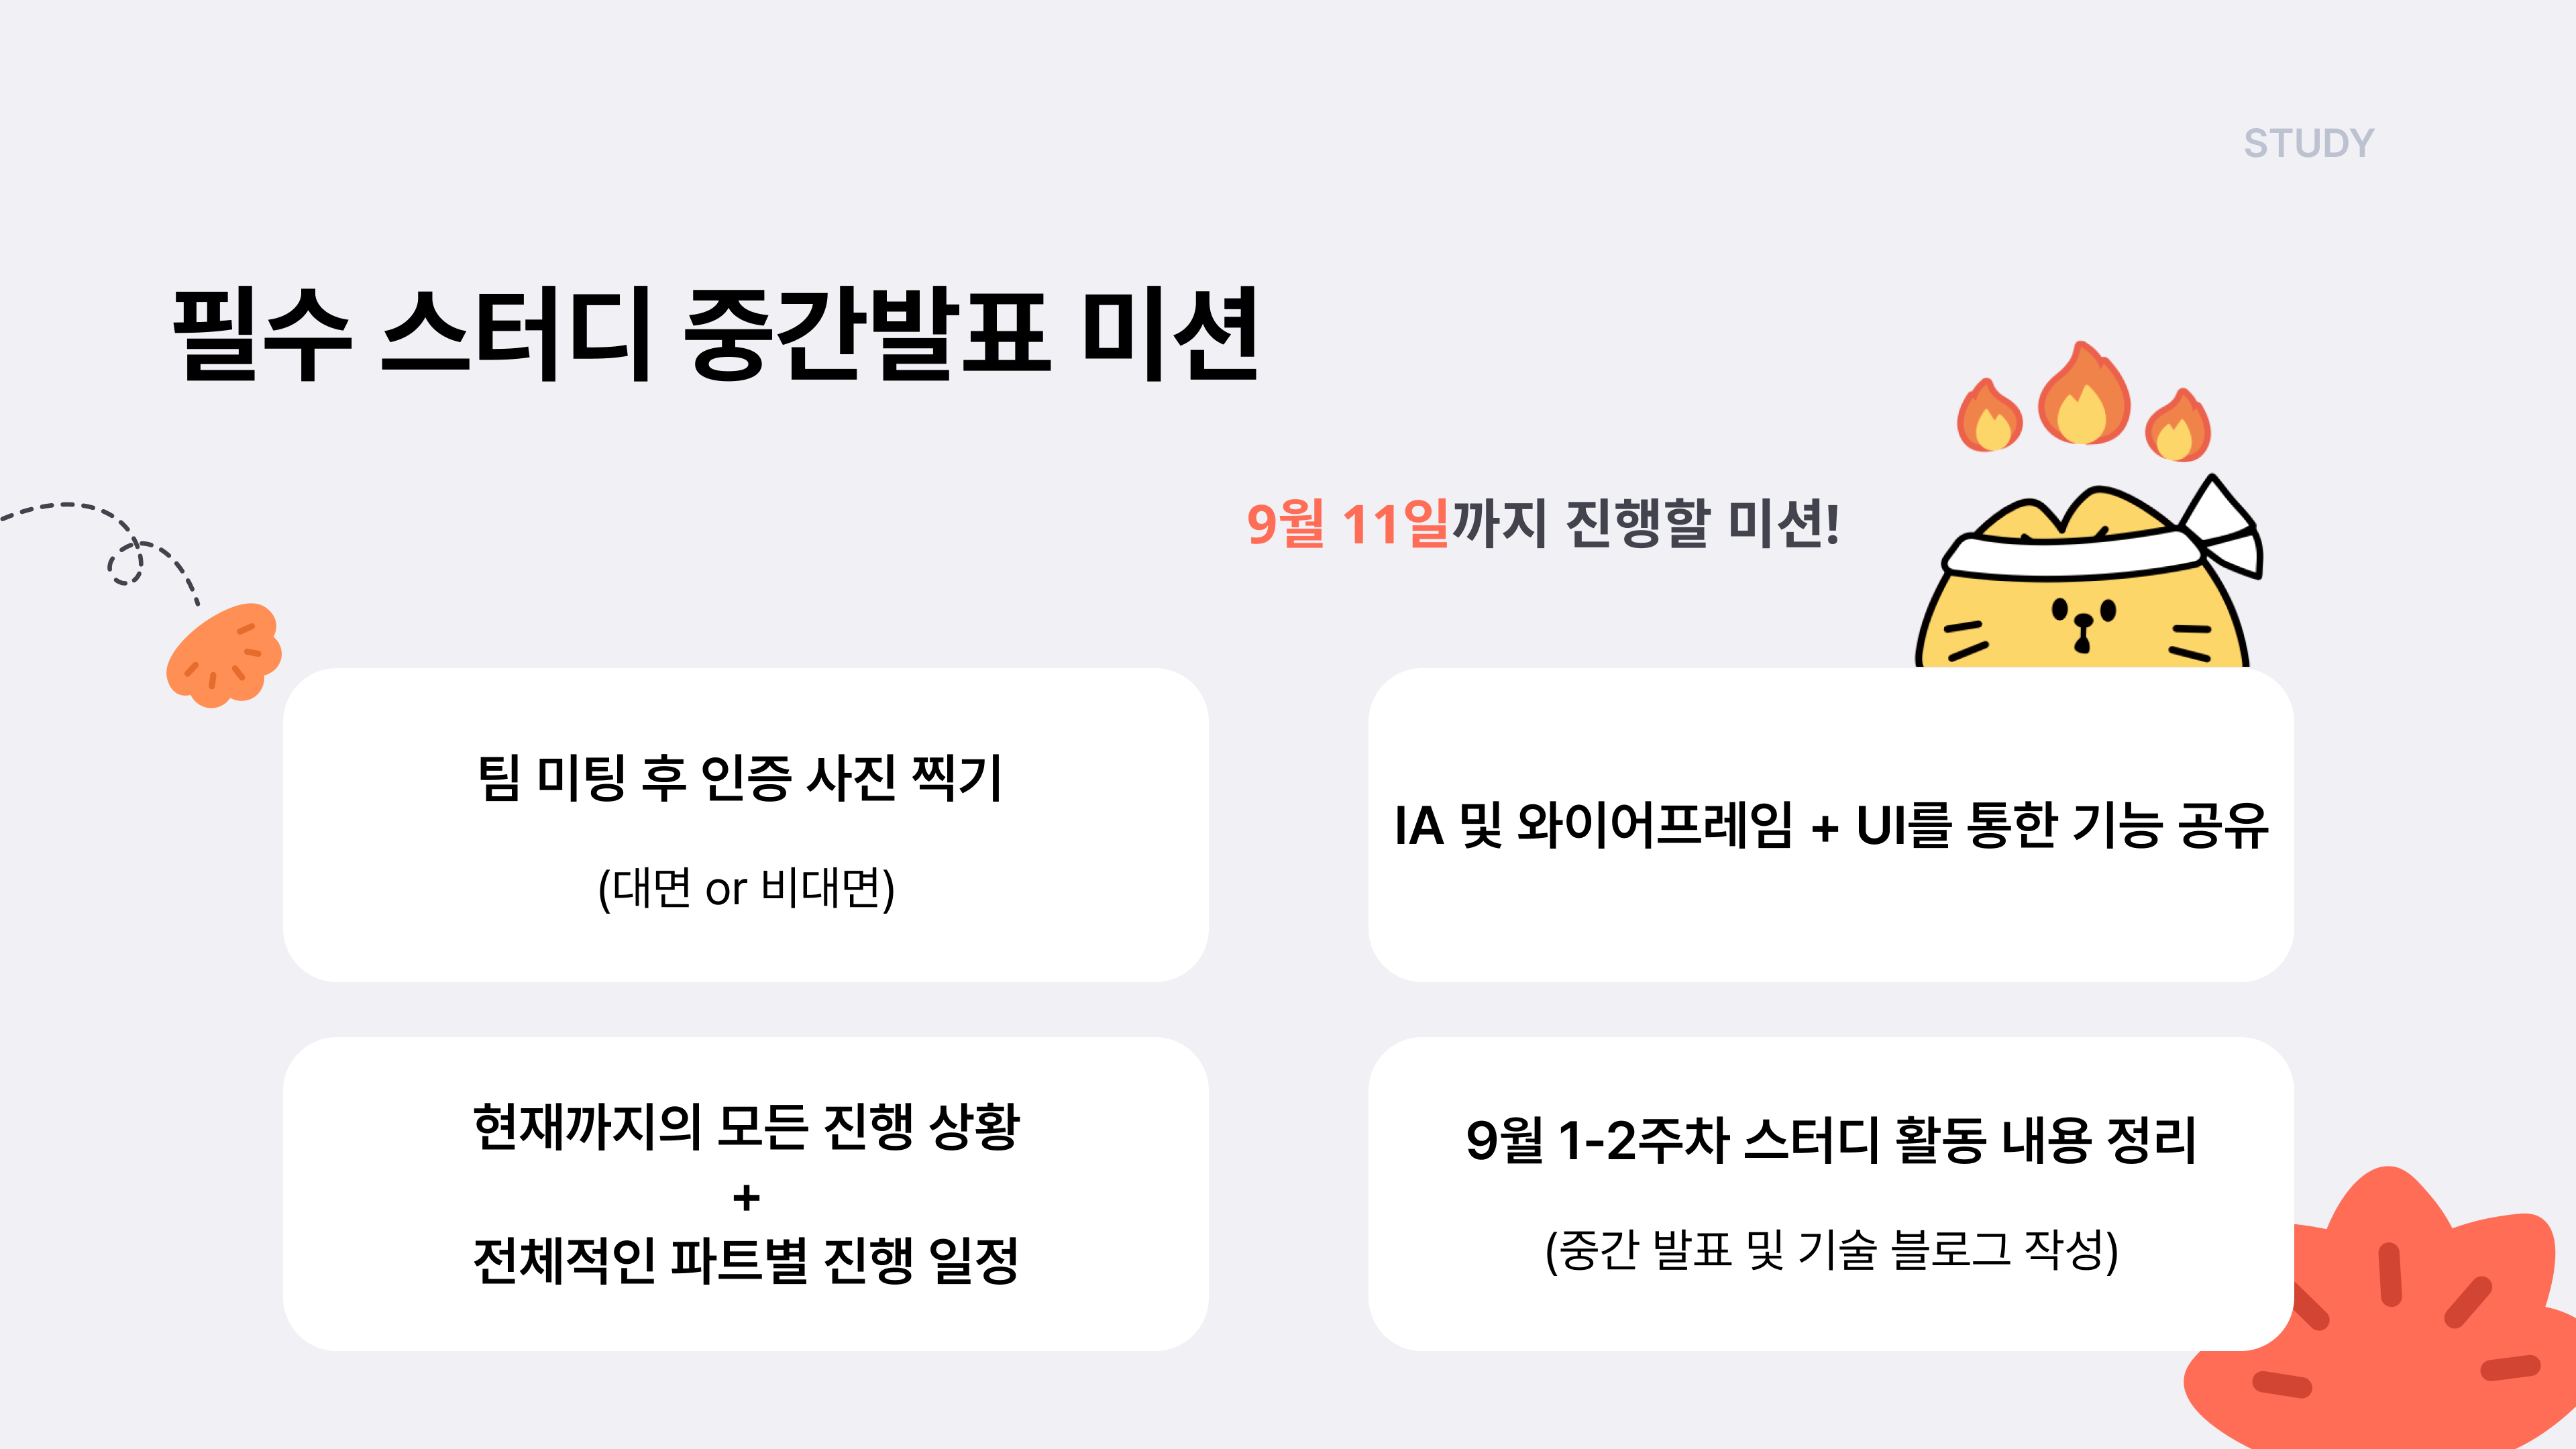 STUDY
필수 스터디 중간발표 미션
9월 11일까지 진행할 미션!
팀 미팅 후 인증 사진 찍기
(대면 or 비대면)
IA 및 와이어프레임 + UI를 통한 기능 공유
현재까지의 모든 진행 상황
+
전체적인 파트별 진행 일정
9월 1-2주차 스터디 활동 내용 정리
(중간 발표 및 기술 블로그 작성)